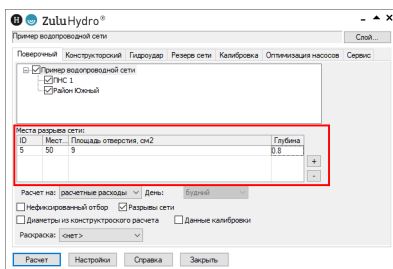 ZuluHydro®
Пример водопроводной сети
Слой...
Поверочный Конструкторский Гидроудар Резерв сети Калибровка Оптимизация насосов Сервис
Пример водопроводной сети
ПНС 1
Район Южный
Места разрыва сети:
ID Мест... Площадь отверстия, см2 Глубина
5 50 9 0.8
+
-
Расчет на: расчетные расходы День: будний
Нефиксированный отбор Разрывы сети
Диаметры из конструктроского расчета Данные калибровки
Раскраска: <нет>
Расчет Настройки Справка Закрыть